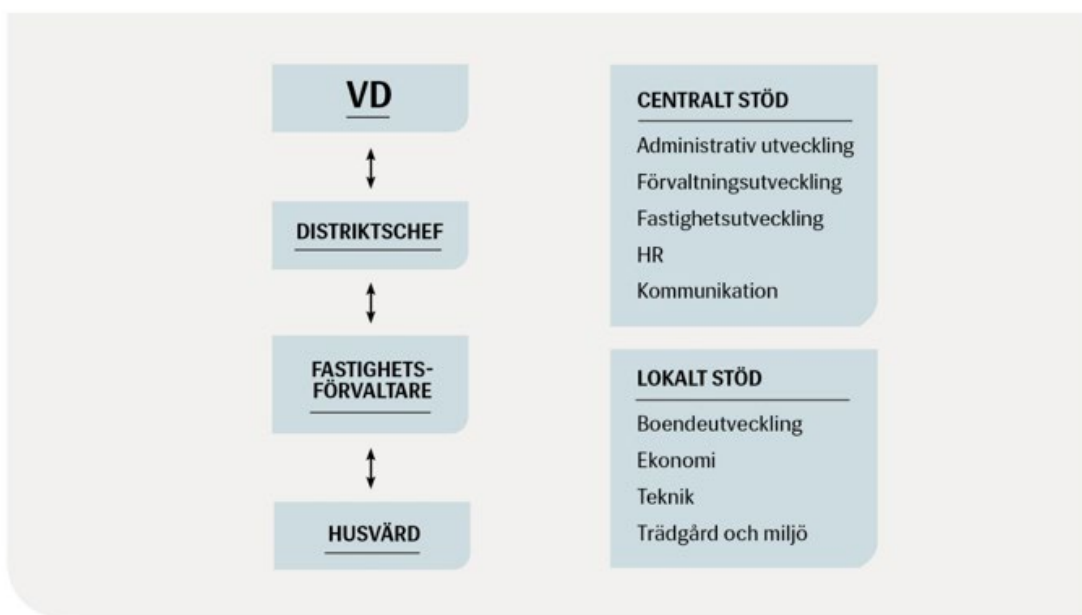 VD
DISTRIKTSCHEF
FASTIGHETS-
FÖRVALTARE
HUSVÄRD
CENTRALT STÖD
Administrativ utveckling
Förvaltningsutveckling
Fastighetsutveckling
HR
Kommunikation
LOKALT STÖD
Boendeutveckling
Ekonomi
Teknik
Trädgård och miljö